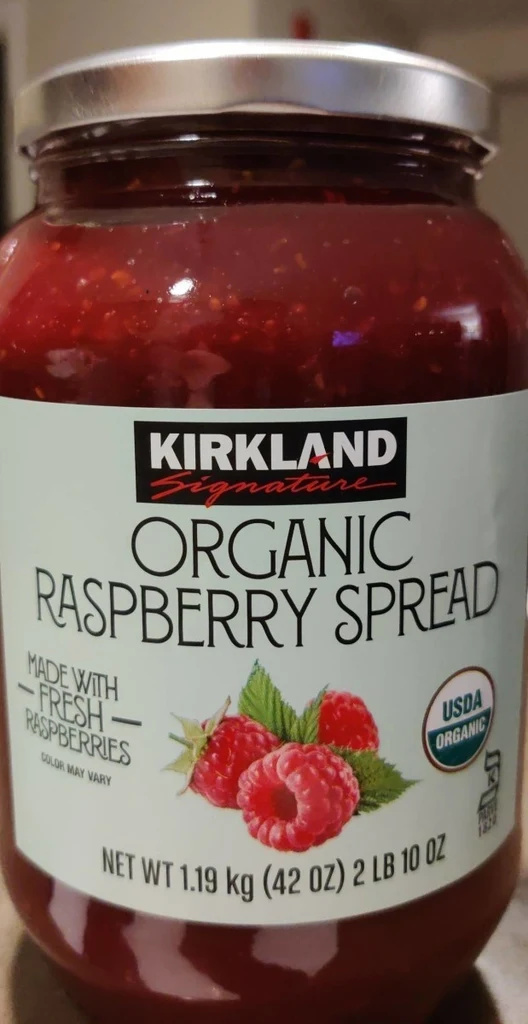 KIRKLAND
Signature
ORGANIC
RASPBERRY SPREAD
MADE WITH
FRESH
RASPBERRIES
COLOR MAY VARY
USDA
ORGANIC
K
PARVE
NET WT 1.19 kg (42 OZ) 2 LB 10 OZ